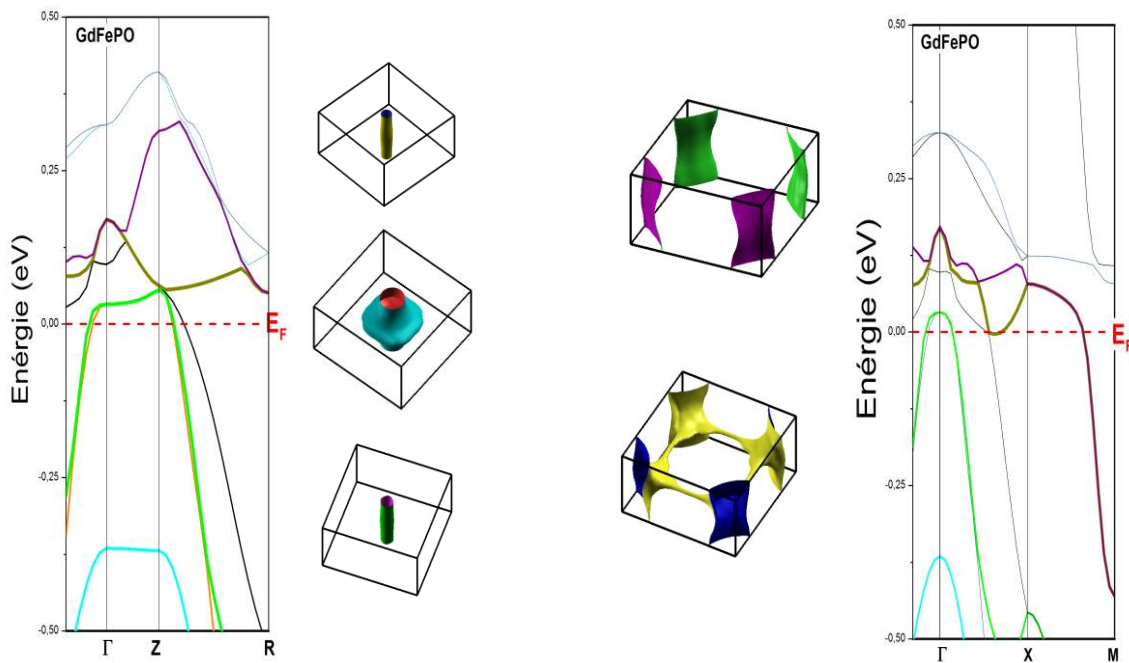 GdFePO
Enérgie (eV)
0,50
0,25
0,00
-0,25
-0,50
E_F
Γ Z R
GdFePO
Enérgie (eV)
0,50
0,25
0,00
-0,25
-0,50
E_F
Γ X M